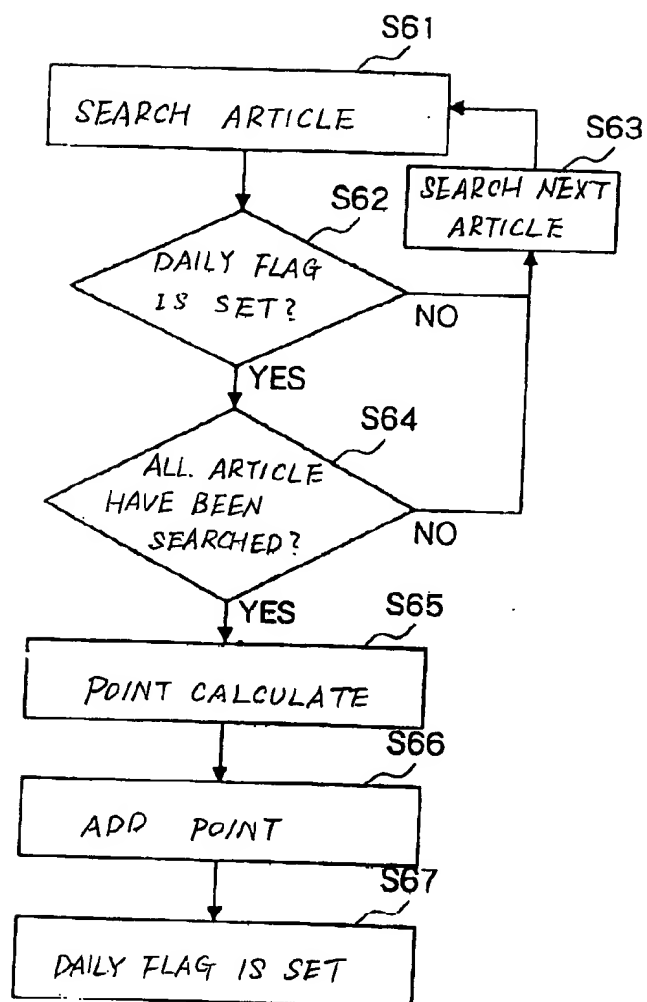 S61
SEARCH ARTICLE
S63
SEARCH NEXT
ARTICLE
S62
DAILY FLAG
IS SET?
NO
YES
S64
ALL. ARTICLE
HAVE BEEN
SEARCHED?
NO
YES
S65
POINT CALCULATE
S66
ADD POINT
S67
DAILY FLAG IS SET